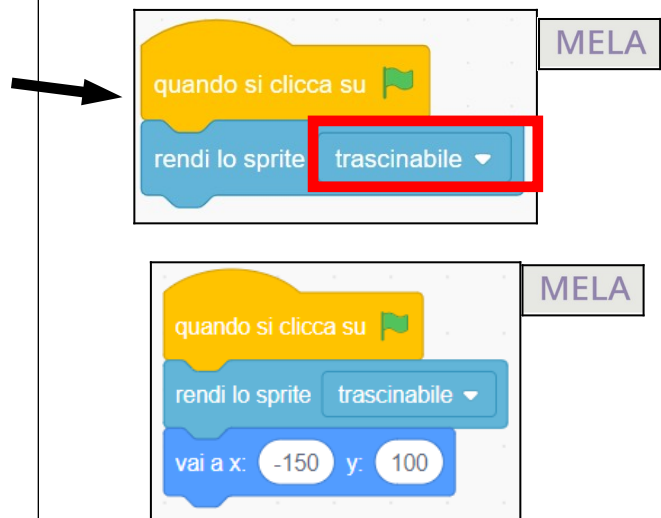 MELA
quando si clicca su
rendi lo sprite trascinabile
MELA
quando si clicca su
rendi lo sprite trascinabile
vai a x: -150 y: 100